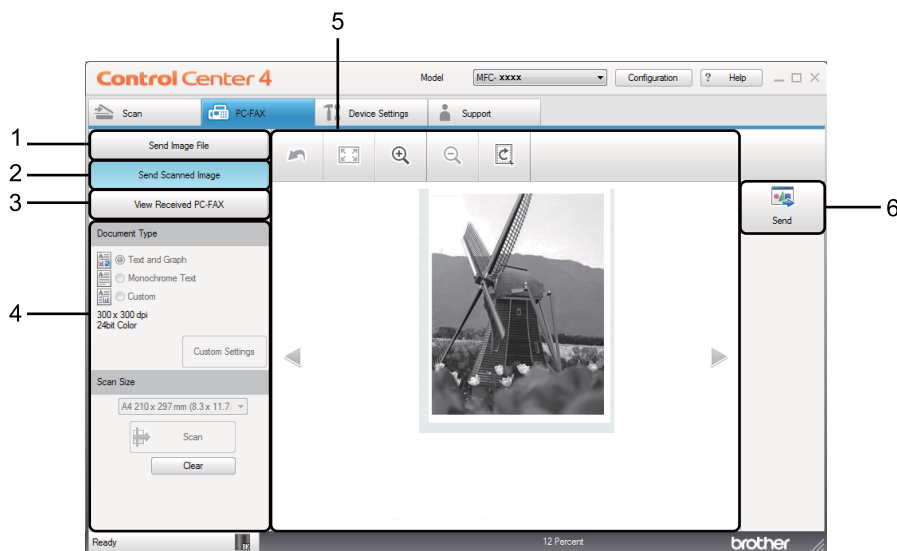 5
Control Center 4
Model
MFC- xxxx
Configuration
? Help
Scan
PC-FAX
Device Settings
Support
1
Send Image File
2
Send Scanned Image
3
View Received PC-FAX
6
Send
Document Type
Text and Graph
Monochrome Text
Custom
4
300 x 300 dpi
24bit Color
Custom Settings
Scan Size
A4 210 x 297 mm (8.3 x 11.7
Scan
Clear
Ready
12 Percent
brother